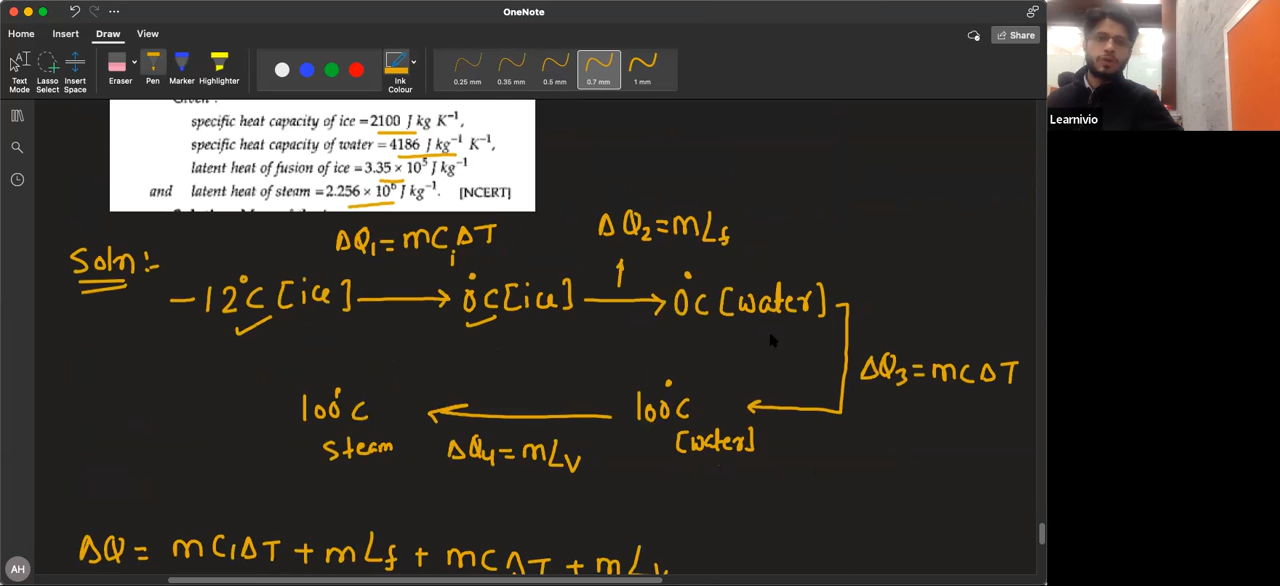 OneNote
Home Insert Draw View
Share
Text Mode Lasso Select Insert Space Eraser Pen Marker Highlighter Ink Colour 0.25 mm 0.35 mm 0.5 mm 0.7 mm 1 mm
Learnivio
specific heat capacity of ice = 2100 J kg K⁻¹,
specific heat capacity of water = 4186 J kg⁻¹ K⁻¹,
latent heat of fusion of ice = 3.35 × 10⁵ J kg⁻¹
and latent heat of steam = 2.256 × 10⁶ J kg⁻¹. [NCERT]
ΔQ₂ = mLf
ΔQ₁ = mCᵢΔT
Soln :-
-12°C [ice] → 0°C [ice] → 0°C [water]
ΔQ₃ = mCΔT
100°C steam ← 100°C [water]
ΔQ₄ = mLv
ΔQ = mCᵢΔT + mLf + mCΔT + mLv
AH